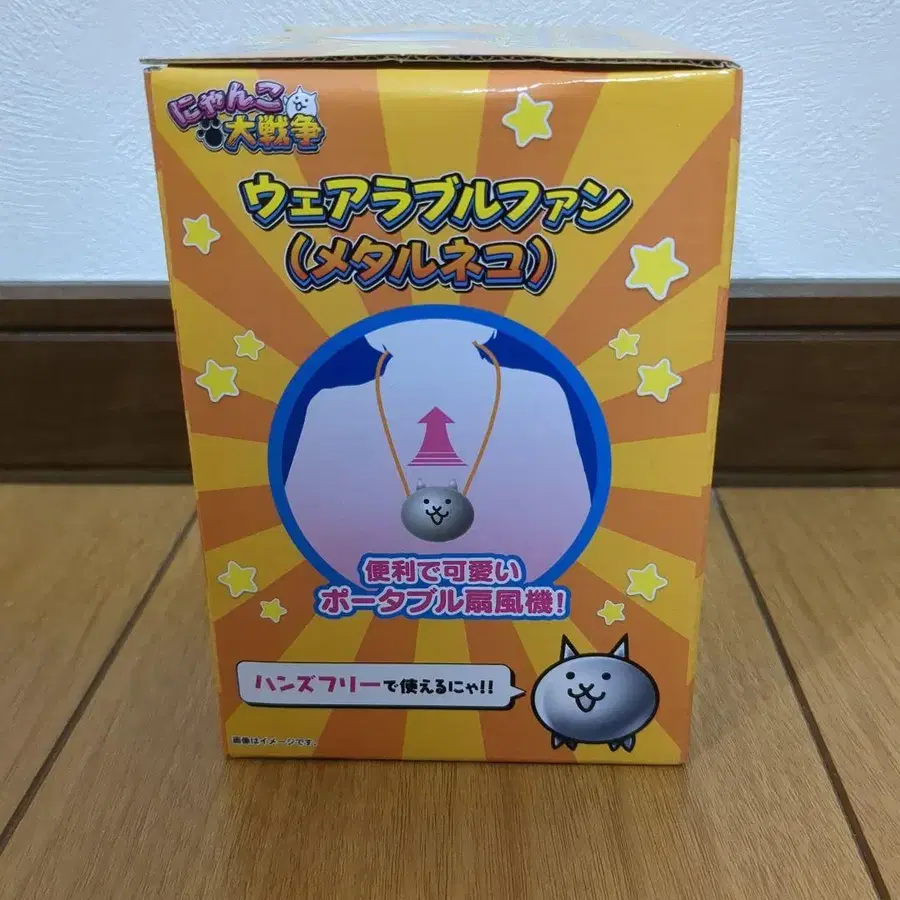 にゃんこ
大戦争
ウェアラブルファン
(メタルネコ)
便利で可愛い
ポータブル扇風機!
ハンズフリーで使えるにゃ!!
画像はイメージです。